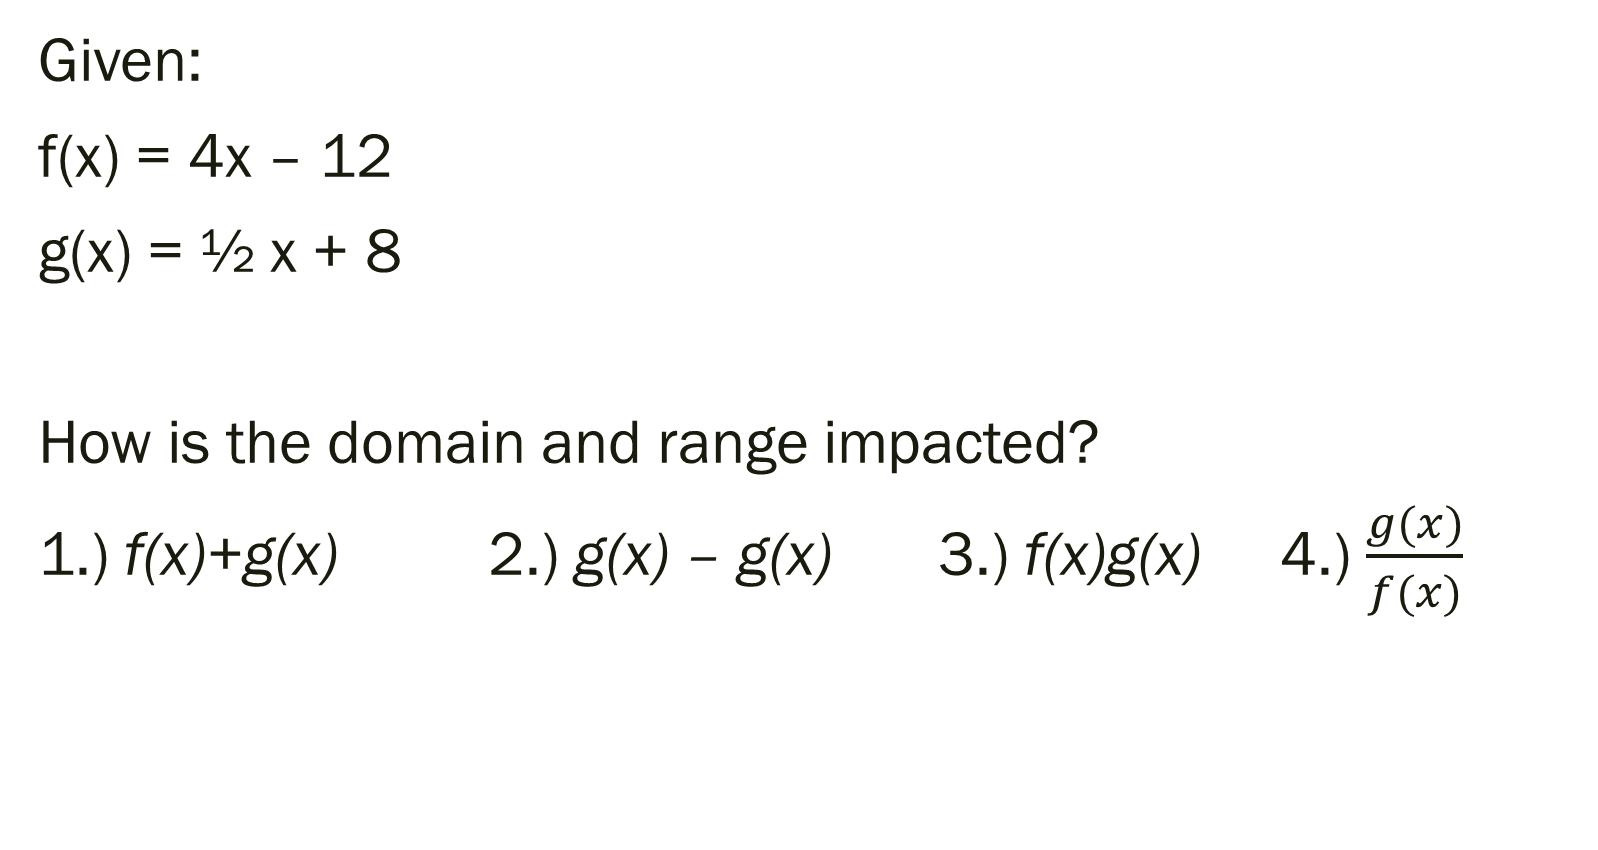 Given:
f(x) = 4x – 12
g(x) = ½ x + 8
How is the domain and range impacted?
1.) f(x)+g(x) 2.) g(x) – g(x) 3.) f(x)g(x) 4.) g(x)/f(x)